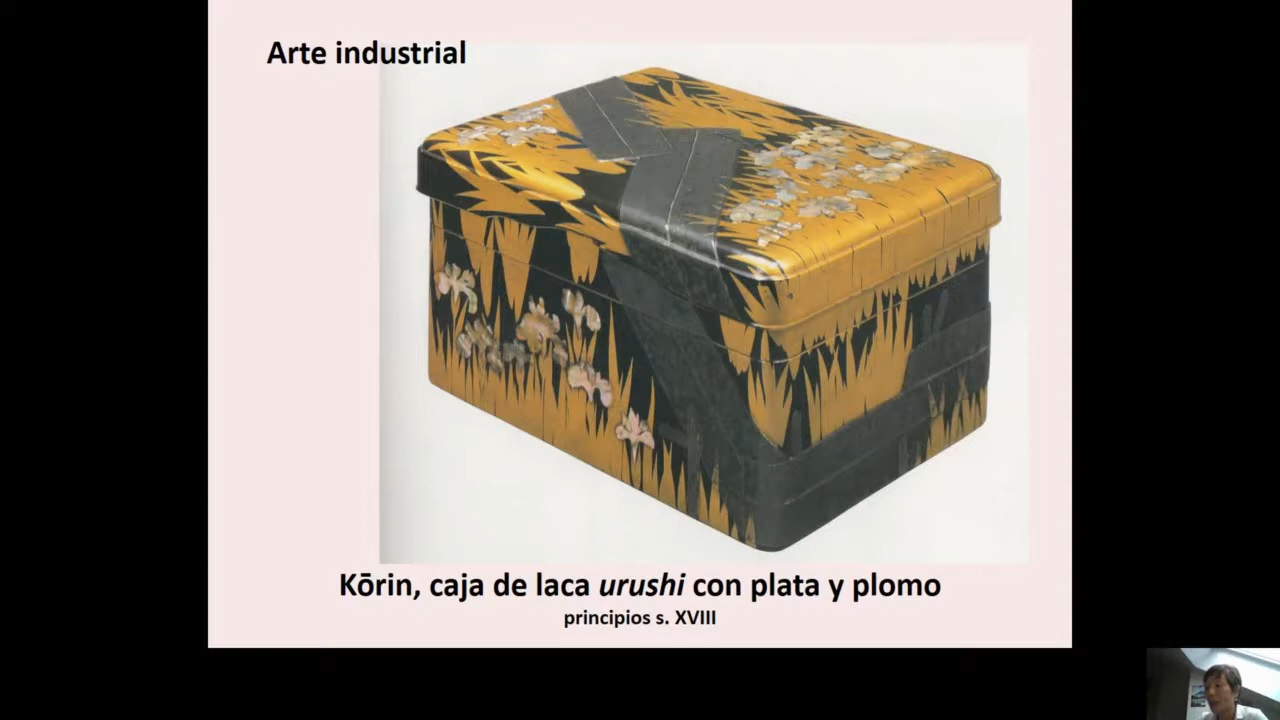 Arte industrial
Kōrin, caja de laca urushi con plata y plomo
principios s. XVIII